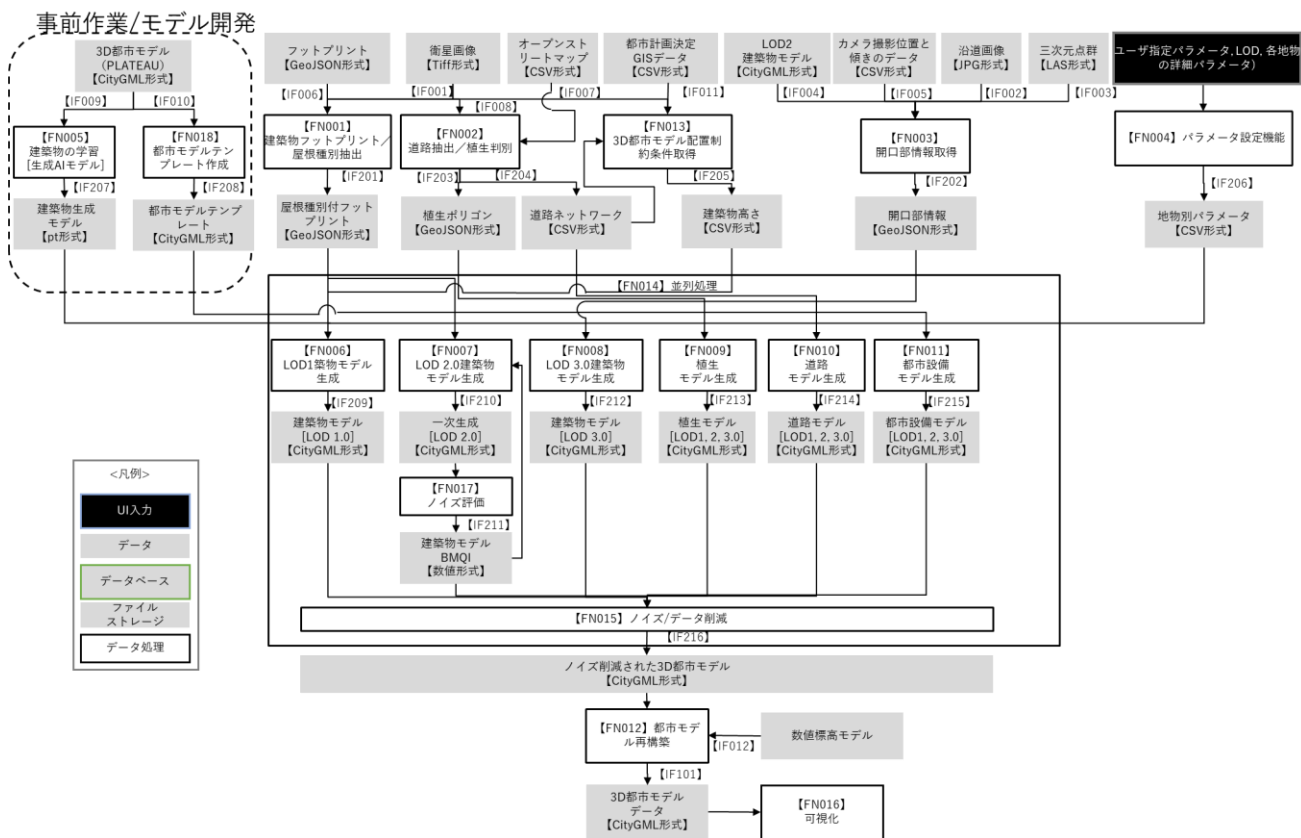 事前作業/モデル開発
3D都市モデル
（PLATEAU）
【CityGML形式】
フットプリント
【GeoJSON形式】
衛星画像
【Tiff形式】
オープンスト
リートマップ
【CSV形式】
都市計画決定
GISデータ
【CSV形式】
LOD2
建築物モデル
【CityGML形式】
カメラ撮影位置と
傾きのデータ
【CSV形式】
沿道画像
【JPG形式】
三次元点群
【LAS形式】
ユーザ指定パラメータ, LOD, 各地物
の詳細パラメータ）
【IF009】
【IF010】
【IF006】
【IF001】
【IF008】
【IF007】
【IF011】
【IF004】
【IF005】
【IF002】
【IF003】
【FN005】
建築物の学習
[生成AIモデル]
【FN018】
都市モデルテン
プレート作成
【FN001】
建築物フットプリント／
屋根種別抽出
【FN002】
道路抽出／植生判別
【FN013】
3D都市モデル配置制
約条件取得
【FN003】
開口部情報取得
【FN004】パラメータ設定機能
【IF207】
【IF208】
【IF201】
【IF203】
【IF204】
【IF205】
【IF202】
【IF206】
建築物生成
モデル
【pt形式】
都市モデルテンプ
レート
【CityGML形式】
屋根種別付フット
プリント
【GeoJSON形式】
植生ポリゴン
【GeoJSON形式】
道路ネットワーク
【CSV形式】
建築物高さ
【CSV形式】
開口部情報
【GeoJSON形式】
地物別パラメータ
【CSV形式】
【FN014】並列処理
【FN006】
LOD1築物モデル
生成
【FN007】
LOD 2.0建築物
モデル生成
【FN008】
LOD 3.0建築物
モデル生成
【FN009】
植生
モデル生成
【FN010】
道路
モデル生成
【FN011】
都市設備
モデル生成
【IF209】
【IF210】
【IF212】
【IF213】
【IF214】
【IF215】
建築物モデル
[LOD 1.0]
【CityGML形式】
一次生成
[LOD 2.0]
【CityGML形式】
建築物モデル
[LOD 3.0]
【CityGML形式】
植生モデル
[LOD1, 2, 3.0]
【CityGML形式】
道路モデル
[LOD1, 2, 3.0]
【CityGML形式】
都市設備モデル
[LOD1, 2, 3.0]
【CityGML形式】
【FN017】
ノイズ評価
【IF211】
建築物モデル
BMQI
【数値形式】
<凡例>
UI入力
データ
データベース
ファイル
ストレージ
データ処理
【FN015】ノイズ/データ削減
【IF216】
ノイズ削減された3D都市モデル
【CityGML形式】
【FN012】都市モデ
ル再構築
【IF012】
数値標高モデル
【IF101】
3D都市モデル
データ
【CityGML形式】
【FN016】
可視化